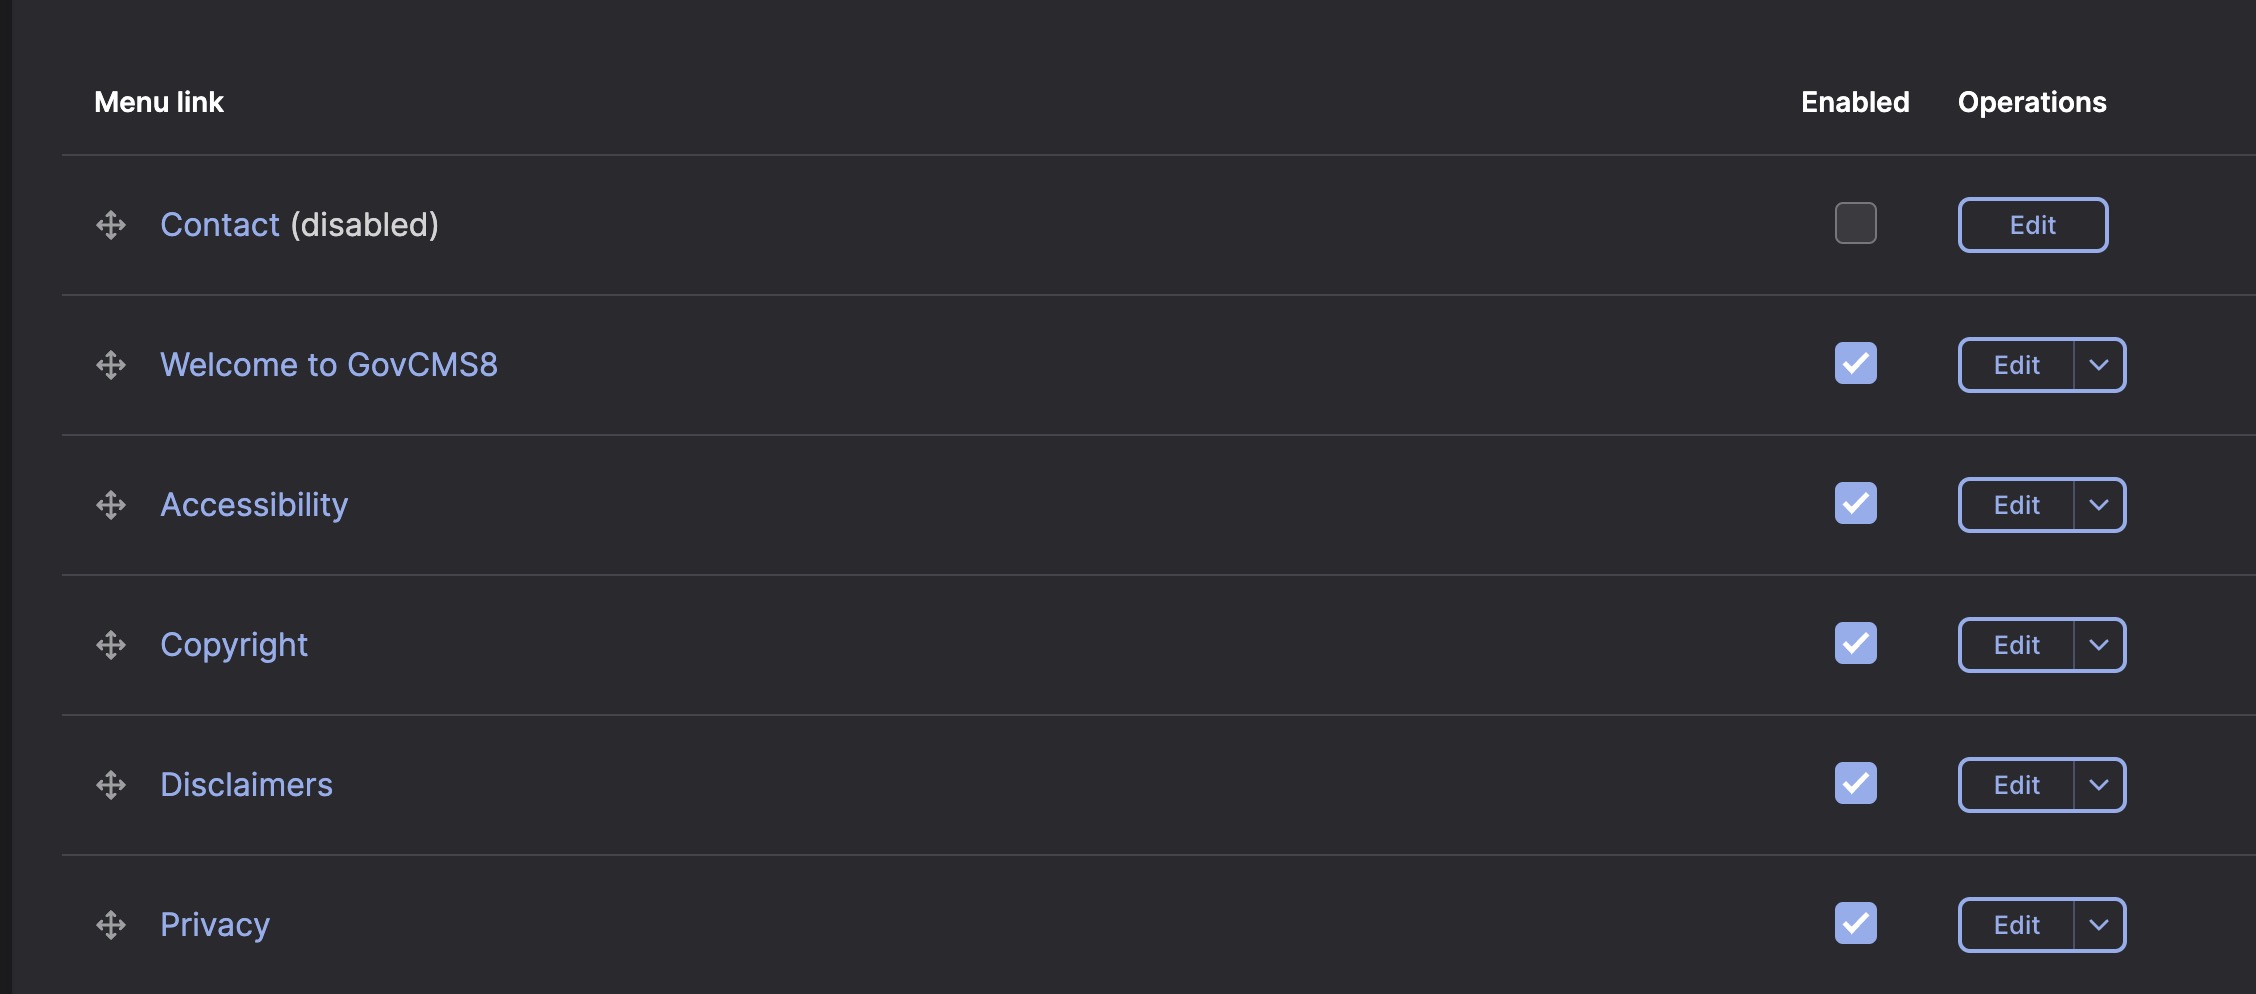 Menu link Enabled Operations
Contact (disabled) Edit
Welcome to GovCMS8 Edit
Accessibility Edit
Copyright Edit
Disclaimers Edit
Privacy Edit